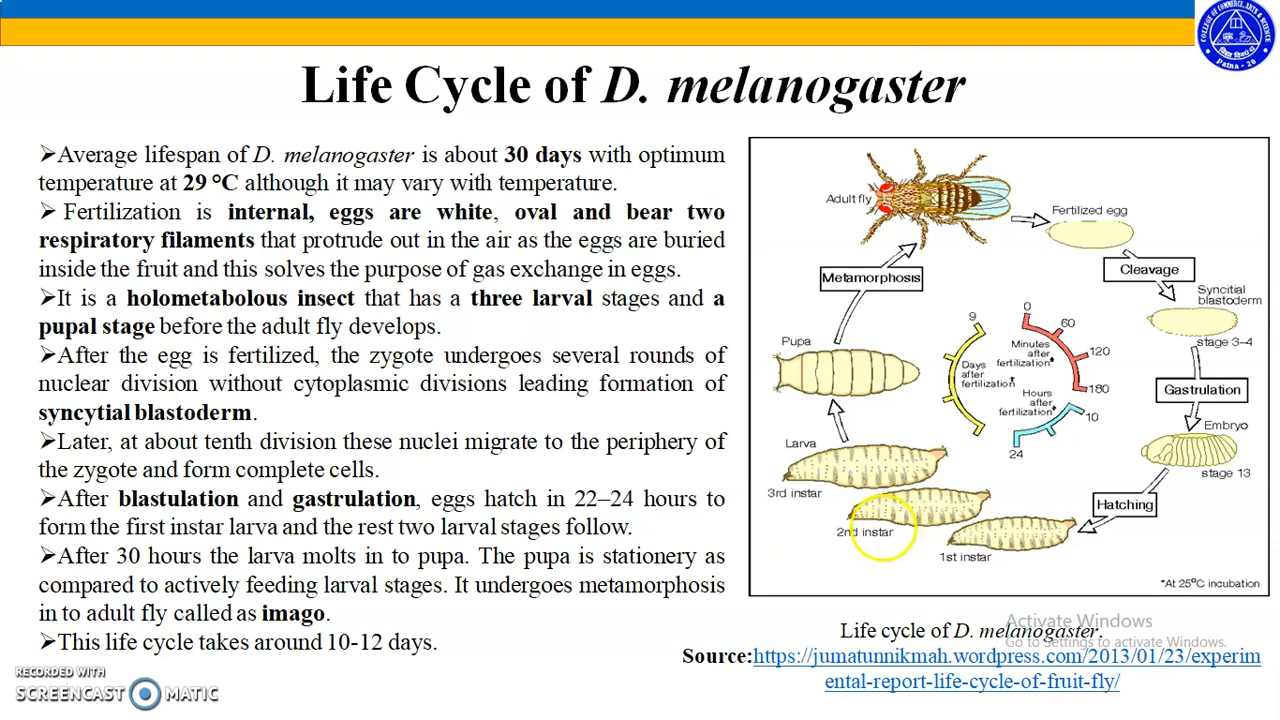 COLLEGE OF COMMERCE, ARTS & SCIENCE
Patna - 20
Life Cycle of D. melanogaster
➢Average lifespan of D. melanogaster is about 30 days with optimum
temperature at 29 °C although it may vary with temperature.
➢ Fertilization is internal, eggs are white, oval and bear two
respiratory filaments that protrude out in the air as the eggs are buried
inside the fruit and this solves the purpose of gas exchange in eggs.
➢It is a holometabolous insect that has a three larval stages and a
pupal stage before the adult fly develops.
➢After the egg is fertilized, the zygote undergoes several rounds of
nuclear division without cytoplasmic divisions leading formation of
syncytial blastoderm.
➢Later, at about tenth division these nuclei migrate to the periphery of
the zygote and form complete cells.
➢After blastulation and gastrulation, eggs hatch in 22–24 hours to
form the first instar larva and the rest two larval stages follow.
➢After 30 hours the larva molts in to pupa. The pupa is stationery as
compared to actively feeding larval stages. It undergoes metamorphosis
in to adult fly called as imago.
➢This life cycle takes around 10-12 days.
Adult fly
Fertilized egg
Cleavage
Syncitial
blastoderm
stage 3–4
Gastrulation
Embryo
stage 13
Hatching
1st instar
2nd instar
Larva
3rd instar
Pupa
Metamorphosis
0
60
120
180
Minutes
after
fertilization*
Hours
after
fertilization*
10
24
9
Days
after
fertilization*
*At 25°C incubation
Life cycle of D. melanogaster.
Source:https://jumatunnikmah.wordpress.com/2013/01/23/experim
ental-report-life-cycle-of-fruit-fly/
Activate Windows
Go to Settings to activate Windows.
RECORDED WITH
SCREENCAST MATIC